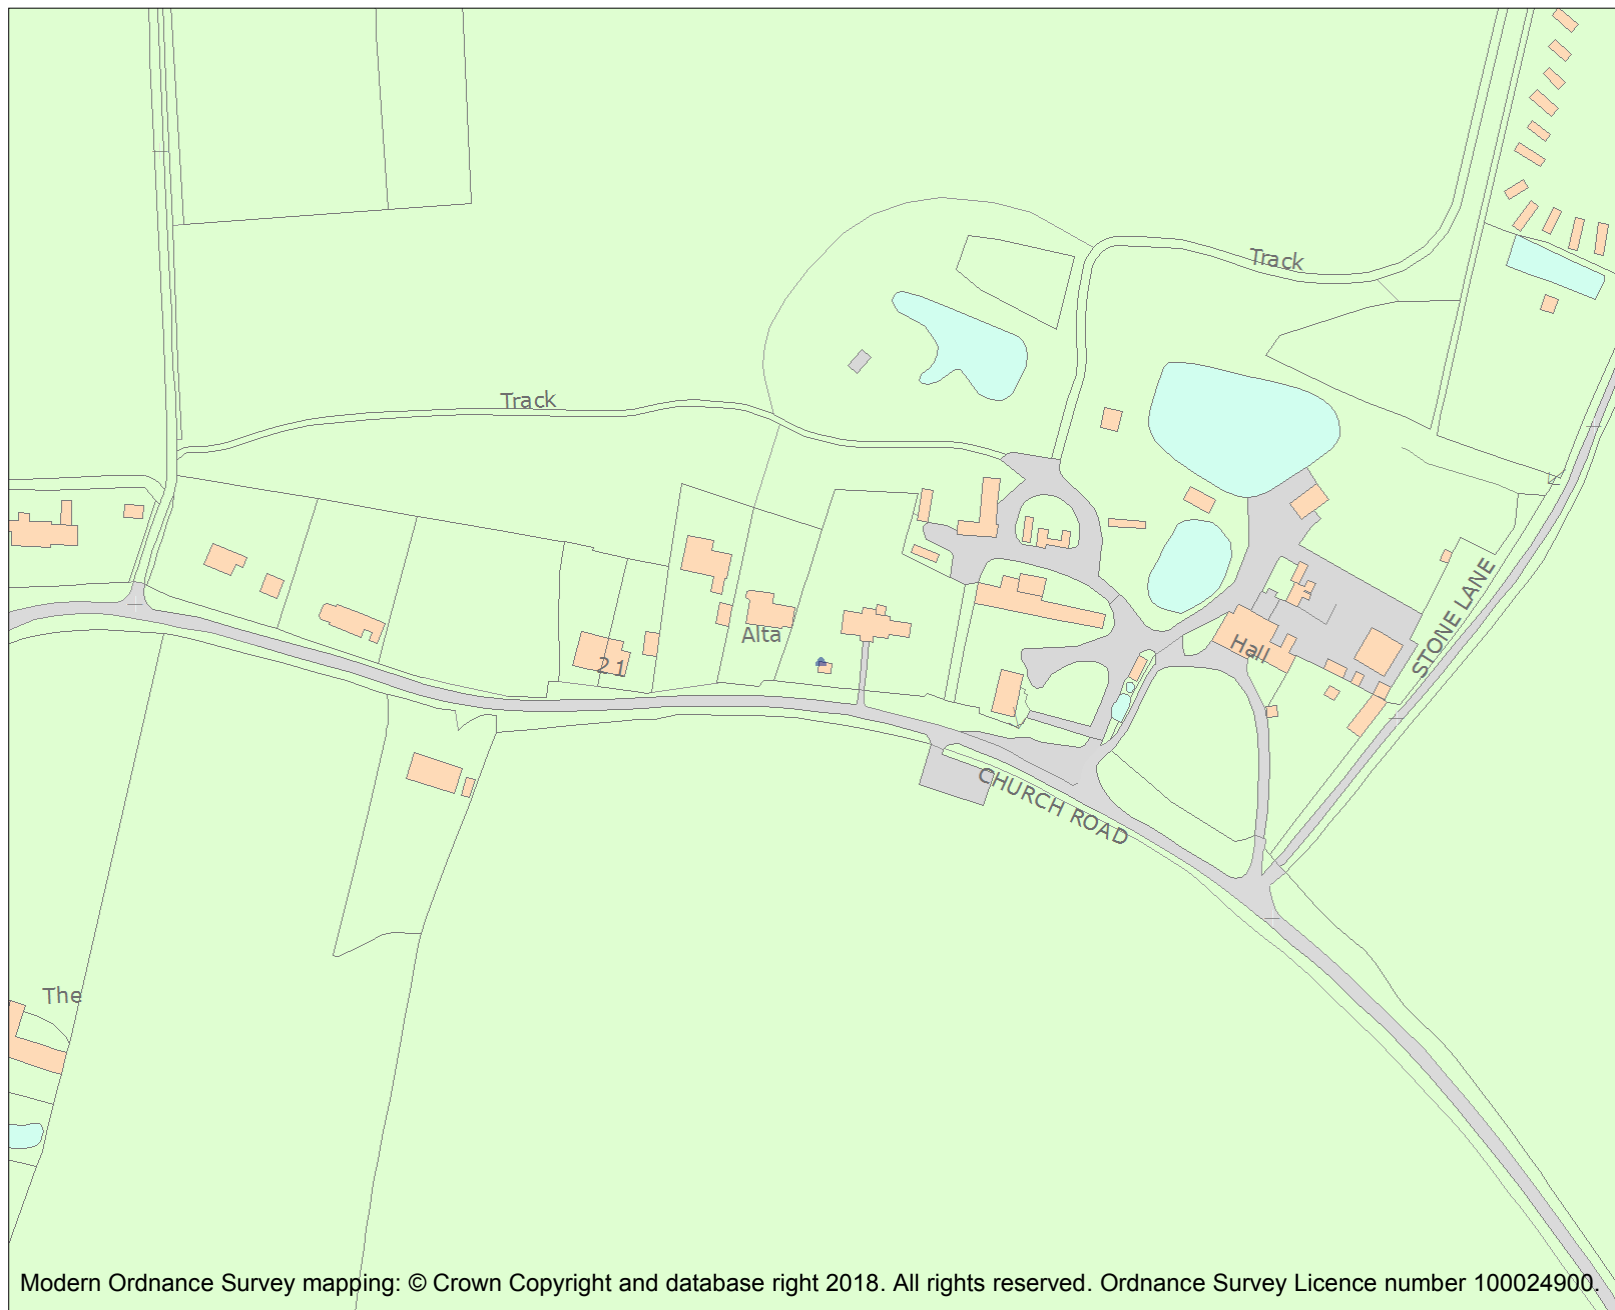 Track
Track
STONE LANE
Alta
Hall
21
CHURCH ROAD
The
Modern Ordnance Survey mapping: © Crown Copyright and database right 2018. All rights reserved. Ordnance Survey Licence number 100024900.